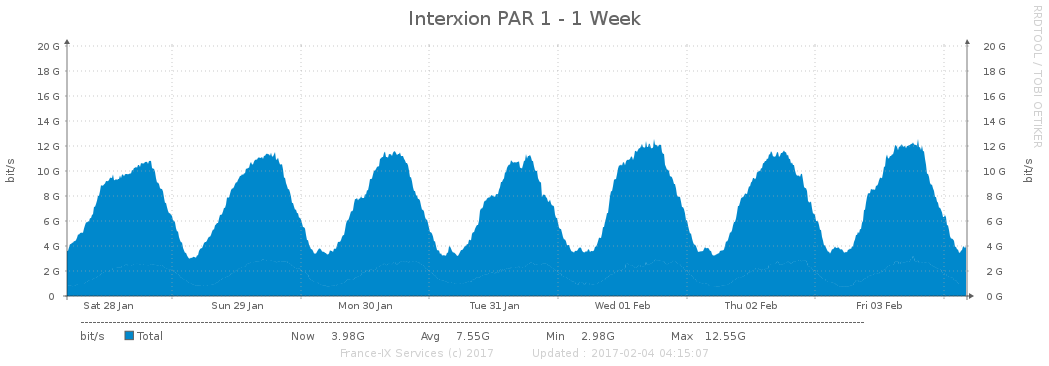 Interxion PAR 1 - 1 Week
RRDTOOL / TOBI OETIKER
20 G 20 G
18 G 18 G
16 G 16 G
14 G 14 G
12 G 12 G
10 G 10 G
8 G 8 G
6 G 6 G
4 G 4 G
2 G 2 G
0 0 G
bit/s
bit/s
Sat 28 Jan Sun 29 Jan Mon 30 Jan Tue 31 Jan Wed 01 Feb Thu 02 Feb Fri 03 Feb
bit/s Total Now 3.98G Avg 7.55G Min 2.98G Max 12.55G
France-IX Services (c) 2017 Updated : 2017-02-04 04:15:07